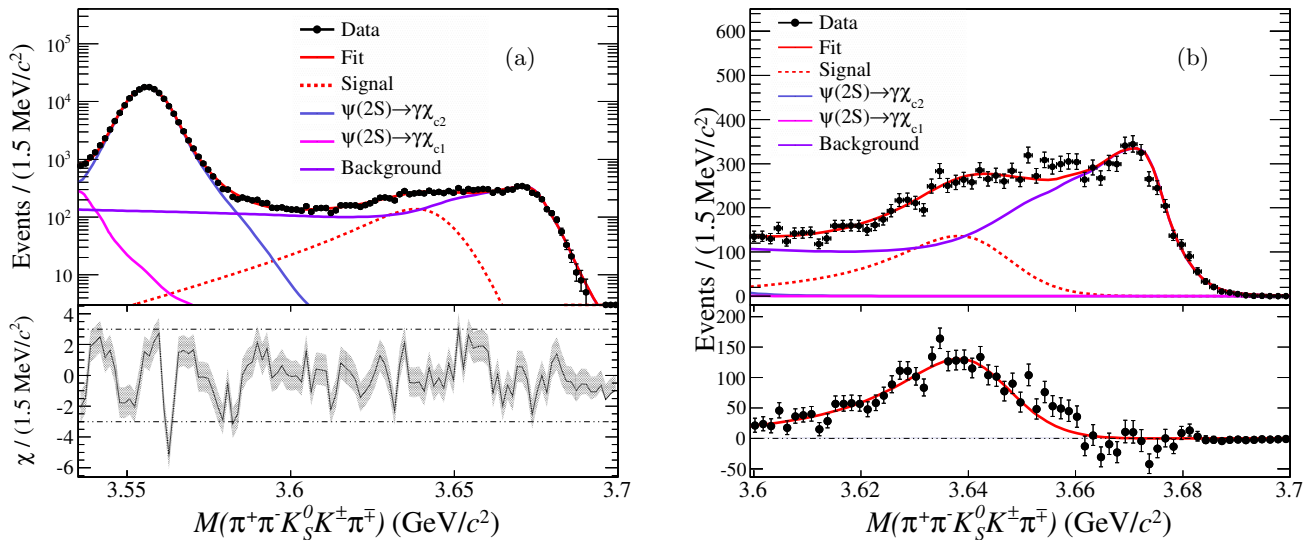 Events / (1.5 MeV/c²)
10⁵
10⁴
10³
10²
10
Data
Fit
Signal
ψ(2S)→γχc2
ψ(2S)→γχc1
Background
(a)
χ / (1.5 MeV/c²)
4
2
0
-2
-4
-6
3.55 3.6 3.65 3.7
M(π⁺π⁻K⁰_S K^±π^∓) (GeV/c²)
Events / (1.5 MeV/c²)
600
500
400
300
200
100
0
Data
Fit
Signal
ψ(2S)→γχc2
ψ(2S)→γχc1
Background
(b)
200
150
100
50
0
-50
3.6 3.62 3.64 3.66 3.68 3.7
M(π⁺π⁻K⁰_S K^±π^∓) (GeV/c²)